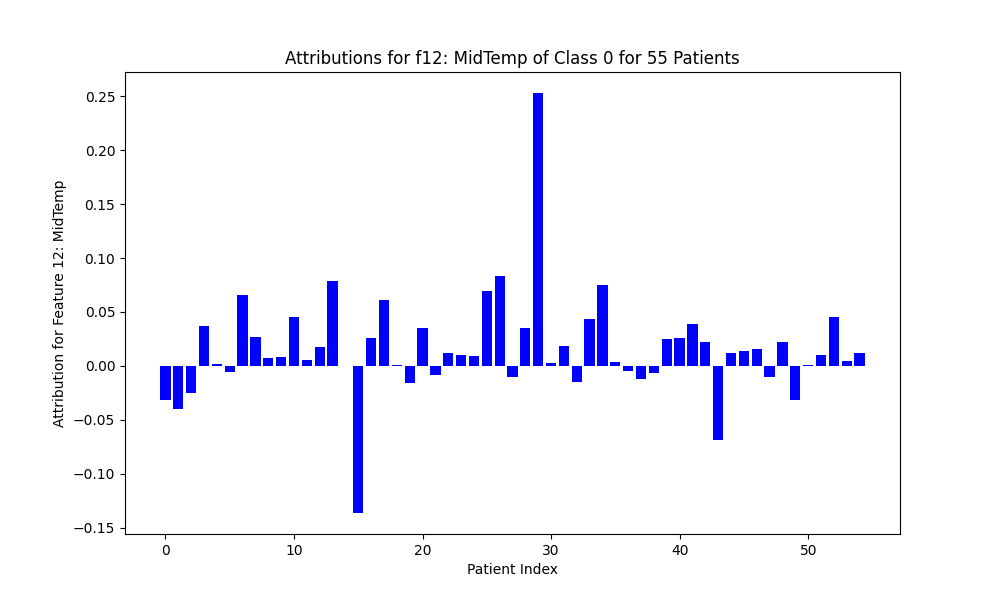 Attributions for f12: MidTemp of Class 0 for 55 Patients
Attribution for Feature 12: MidTemp
0.25
0.20
0.15
0.10
0.05
0.00
−0.05
−0.10
−0.15
0 10 20 30 40 50
Patient Index